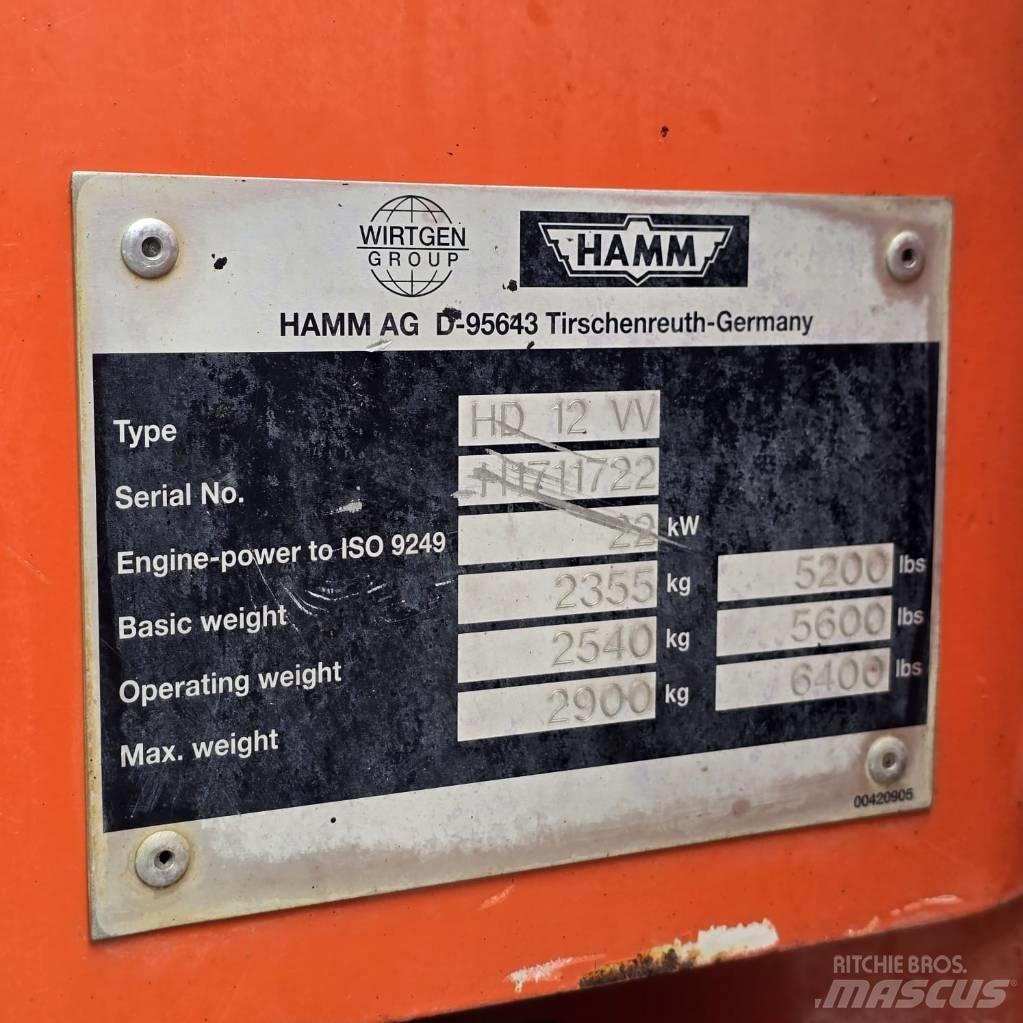 WIRTGEN
GROUP
HAMM
HAMM AG D-95643 Tirschenreuth-Germany
Type HD 12 VV
Serial No. H1711722
Engine-power to ISO 9249 22 kW
Basic weight 2355 kg 5200 lbs
Operating weight 2540 kg 5600 lbs
Max. weight 2900 kg 6400 lbs
00420905
RITCHIE BROS.
MASCUS